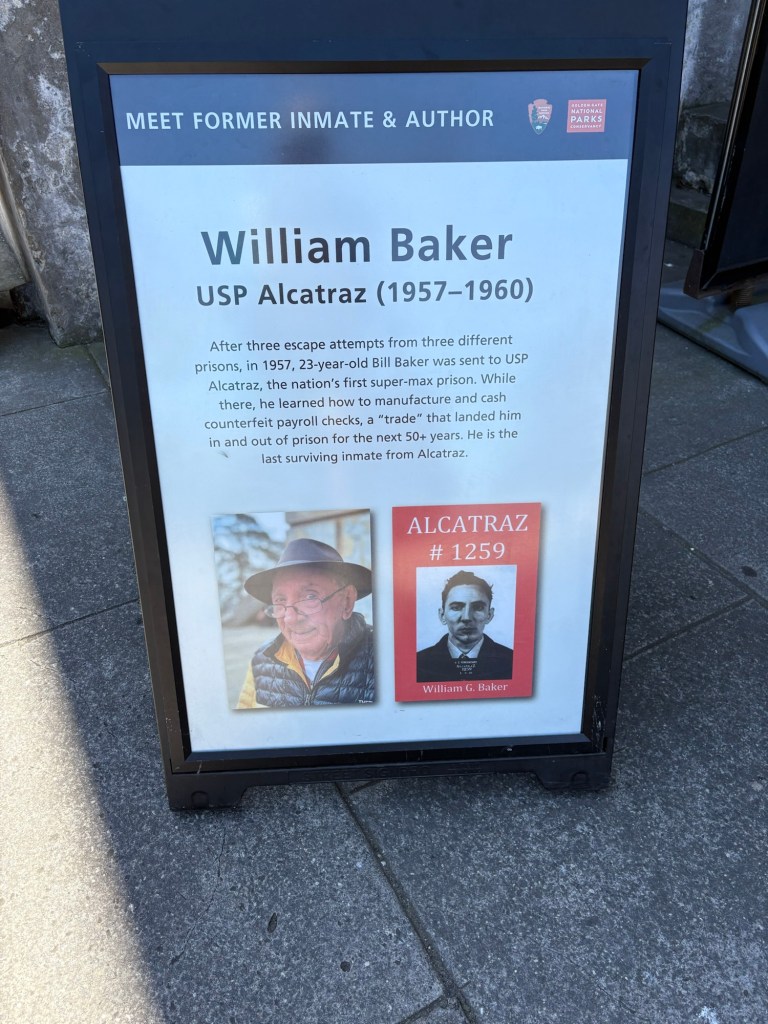 MEET FORMER INMATE & AUTHOR
GOLDEN GATE
NATIONAL
PARKS
CONSERVANCY
William Baker
USP Alcatraz (1957–1960)
After three escape attempts from three different
prisons, in 1957, 23-year-old Bill Baker was sent to USP
Alcatraz, the nation's first super-max prison. While
there, he learned how to manufacture and cash
counterfeit payroll checks, a “trade” that landed him
in and out of prison for the next 50+ years. He is the
last surviving inmate from Alcatraz.
ALCATRAZ
# 1259
William G. Baker